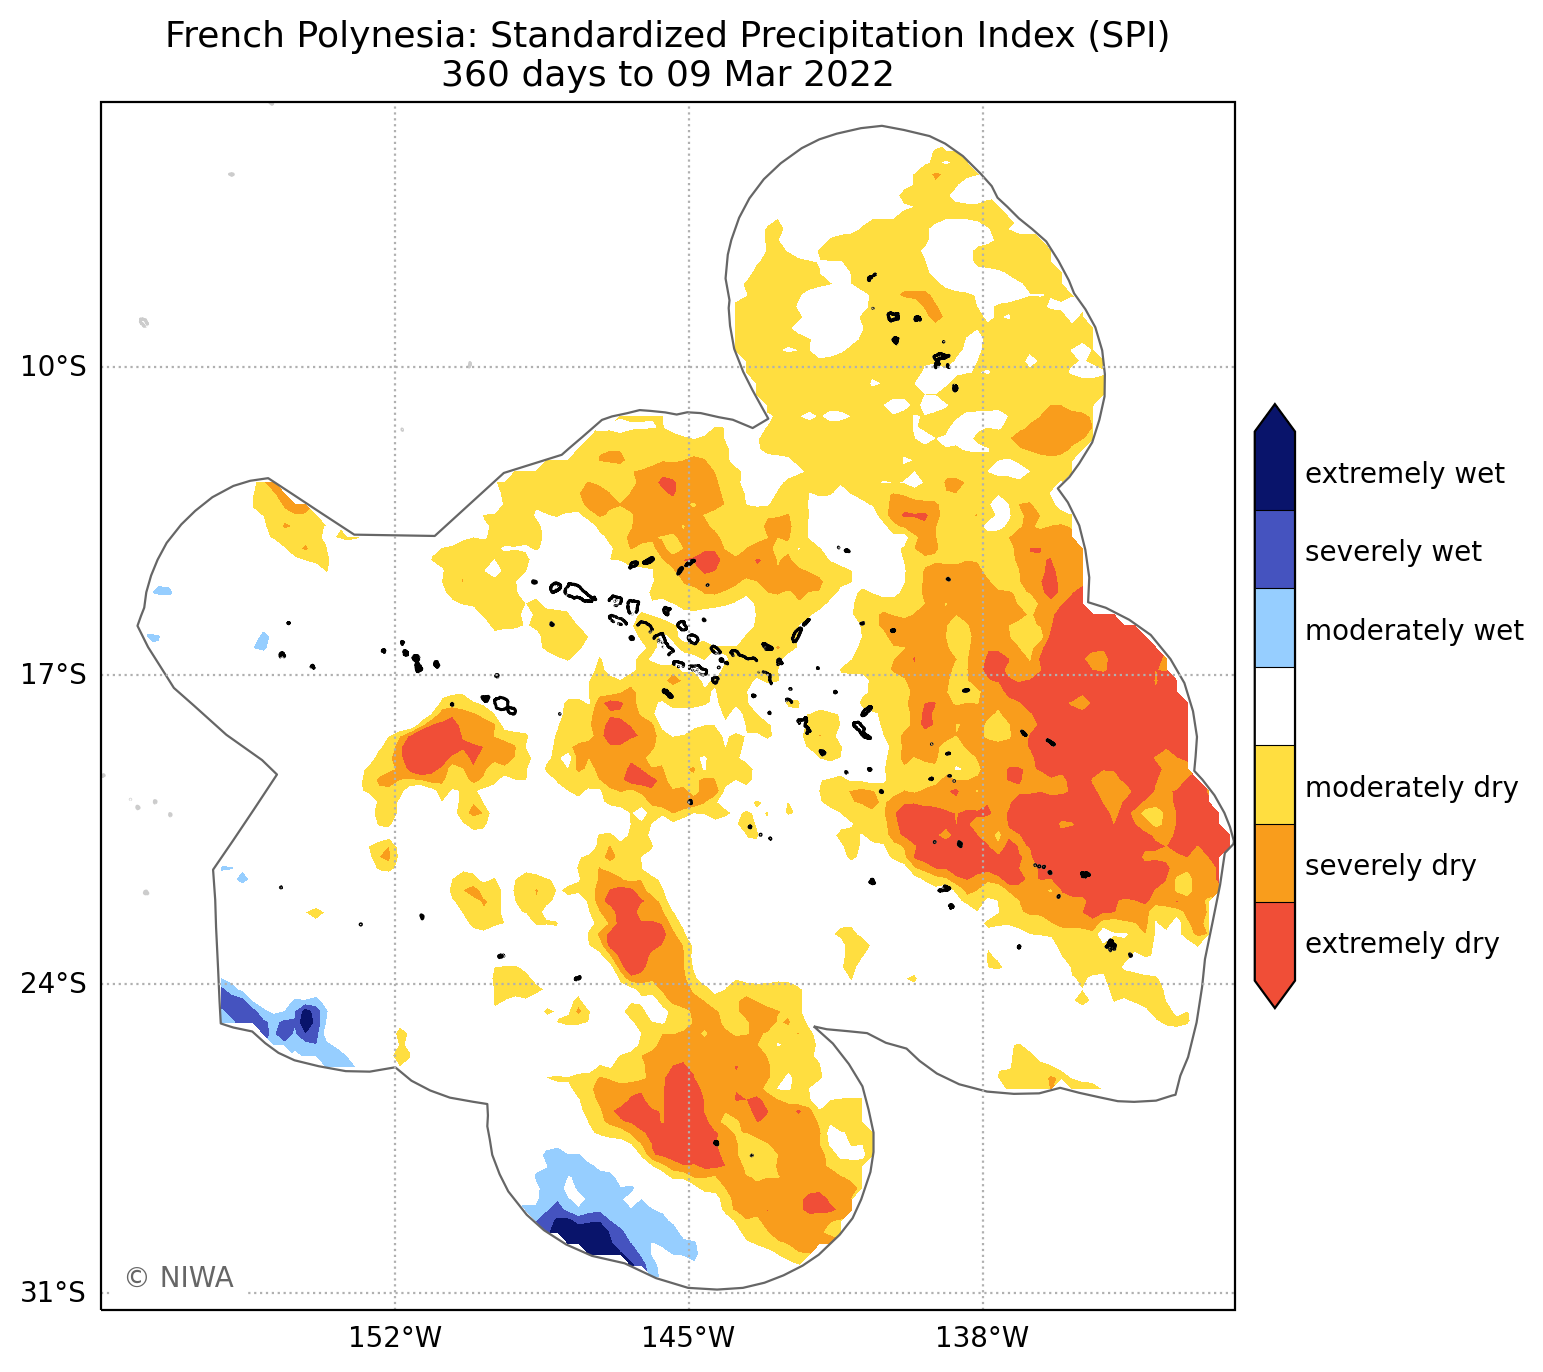 French Polynesia: Standardized Precipitation Index (SPI)
360 days to 09 Mar 2022
10°S
17°S
24°S
31°S
152°W
145°W
138°W
extremely wet
severely wet
moderately wet
moderately dry
severely dry
extremely dry
© NIWA